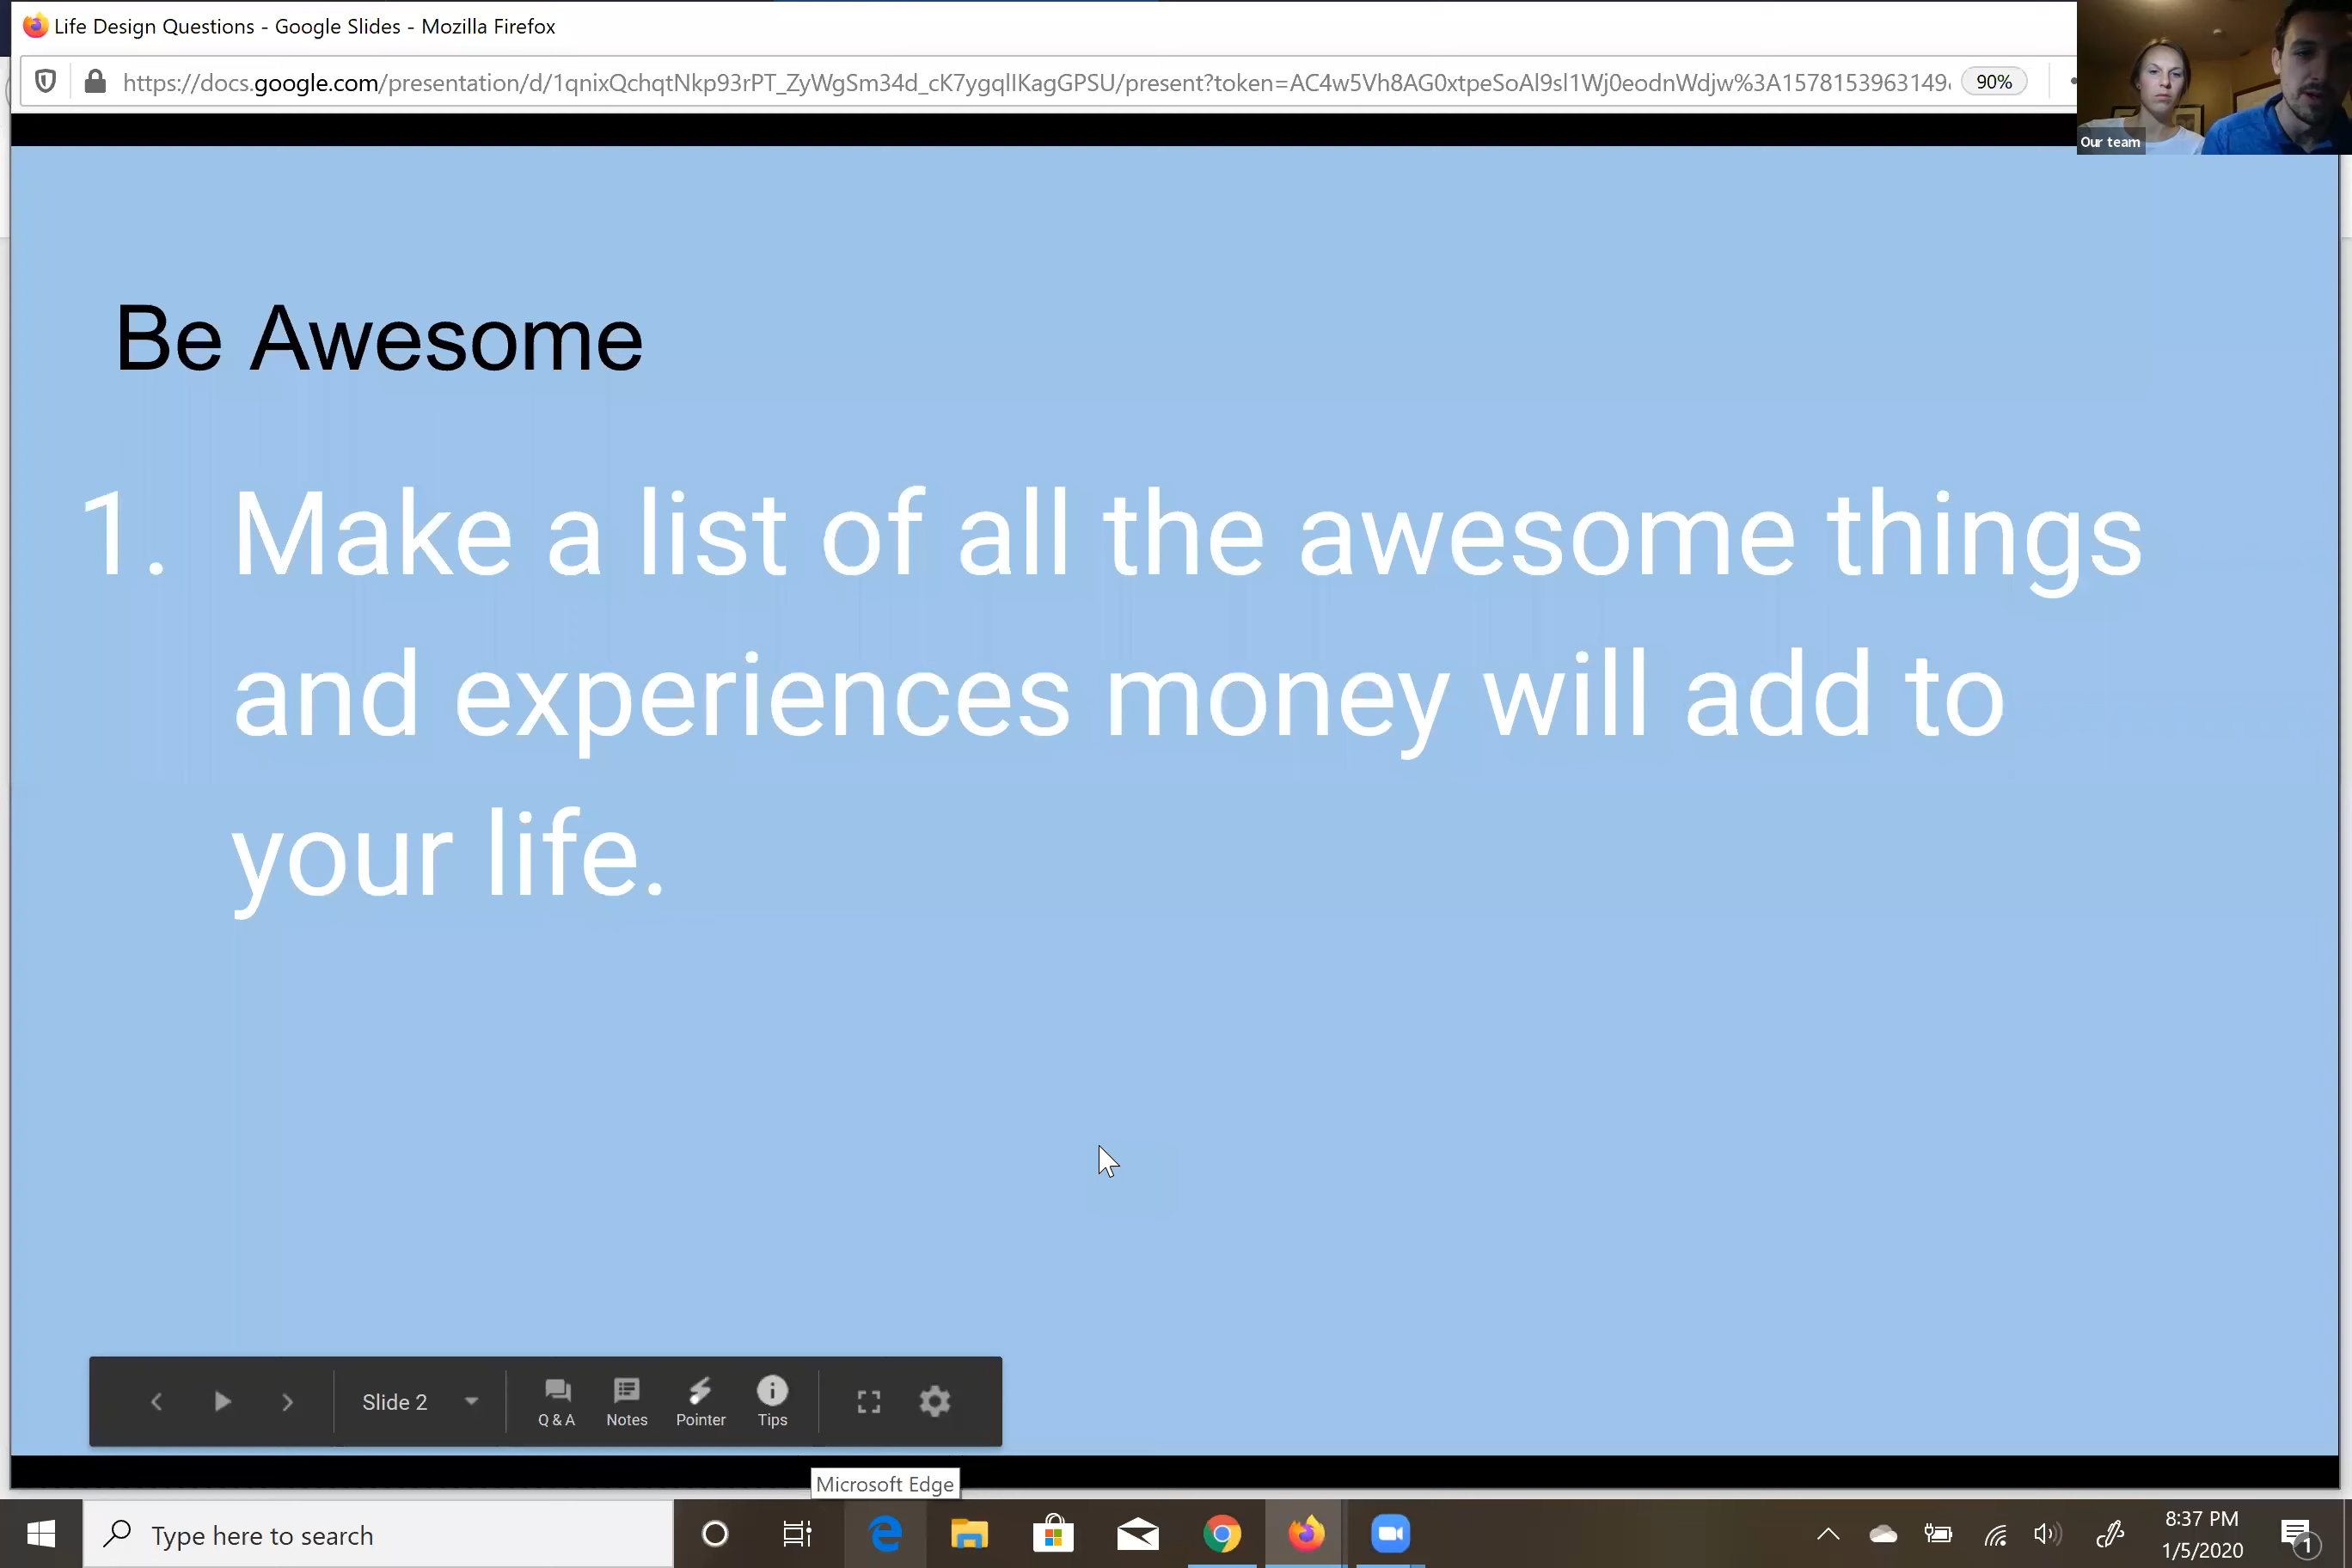 Life Design Questions - Google Slides - Mozilla Firefox
https://docs.google.com/presentation/d/1qnixQchqtNkp93rPT_ZyWgSm34d_cK7ygqlIKagGPSU/present?token=AC4w5Vh8AG0xtpeSoAl9sl1Wj0eodnWdjw%3A1578153963149
90%
Our team
Be Awesome
1. Make a list of all the awesome things
and experiences money will add to
your life.
Slide 2
Q & A
Notes
Pointer
Tips
Microsoft Edge
Type here to search
8:37 PM
1/5/2020
1